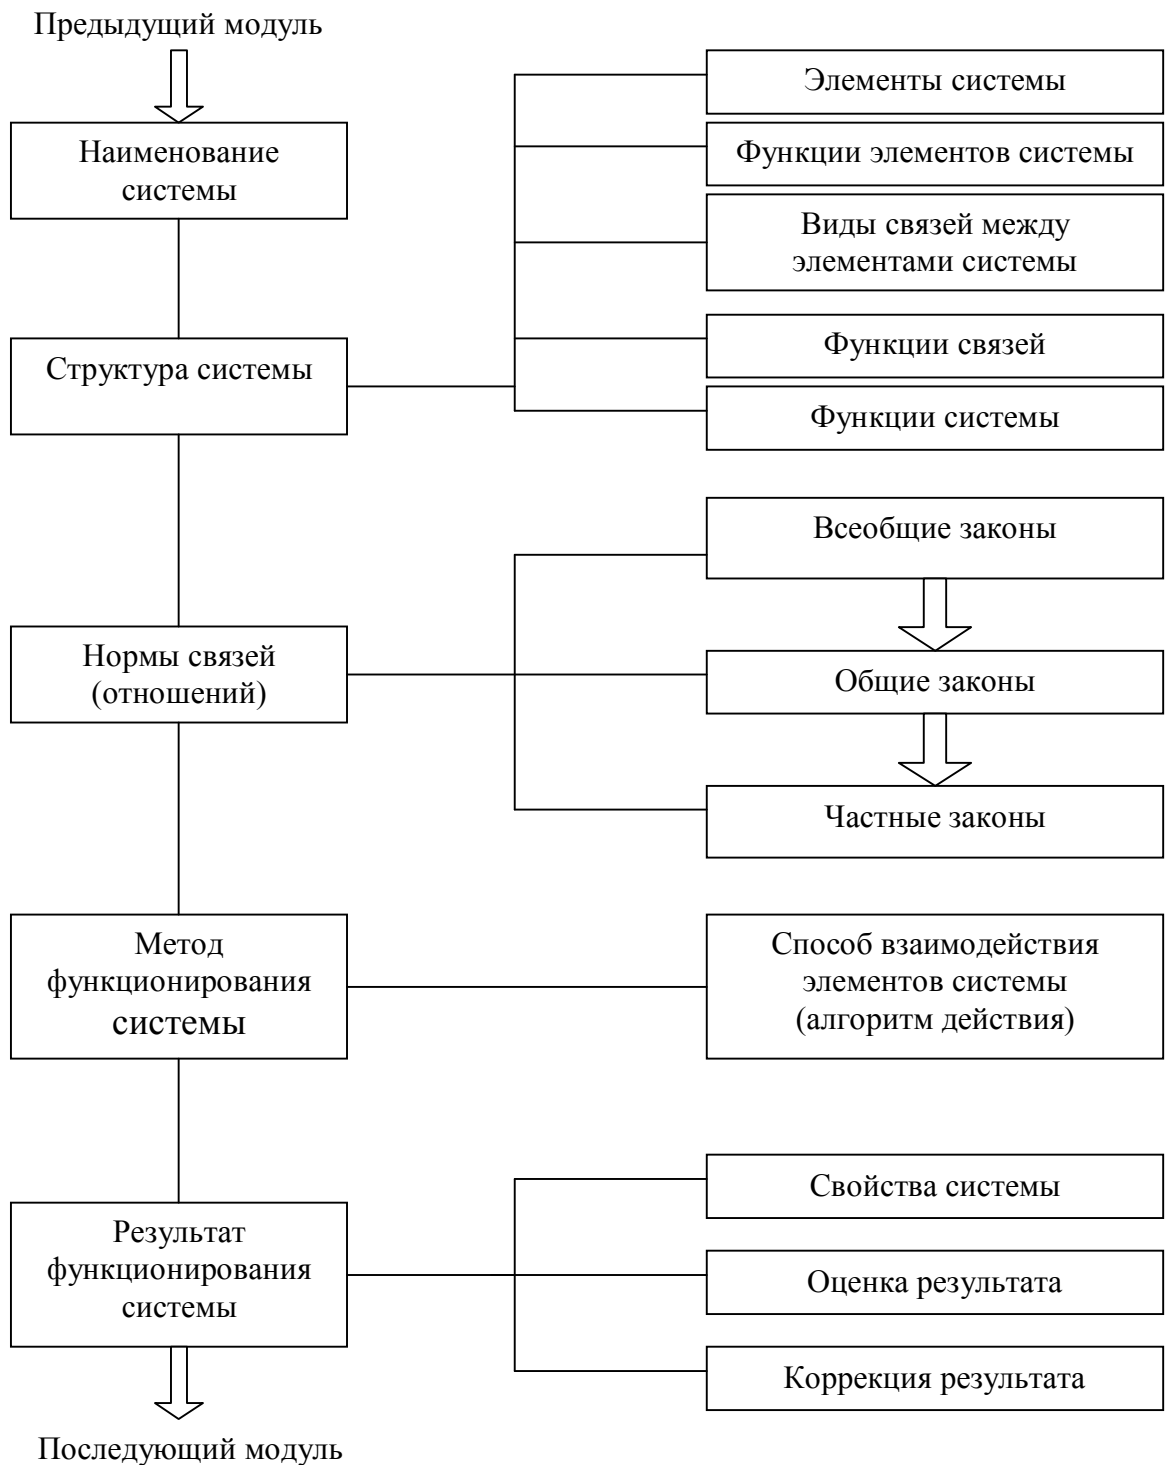 Предыдущий модуль
Наименование
системы
Элементы системы
Функции элементов системы
Виды связей между
элементами системы
Структура системы
Функции связей
Функции системы
Нормы связей
(отношений)
Всеобщие законы
Общие законы
Частные законы
Метод
функционирования
системы
Способ взаимодействия
элементов системы
(алгоритм действия)
Результат
функционирования
системы
Свойства системы
Оценка результата
Коррекция результата
Последующий модуль